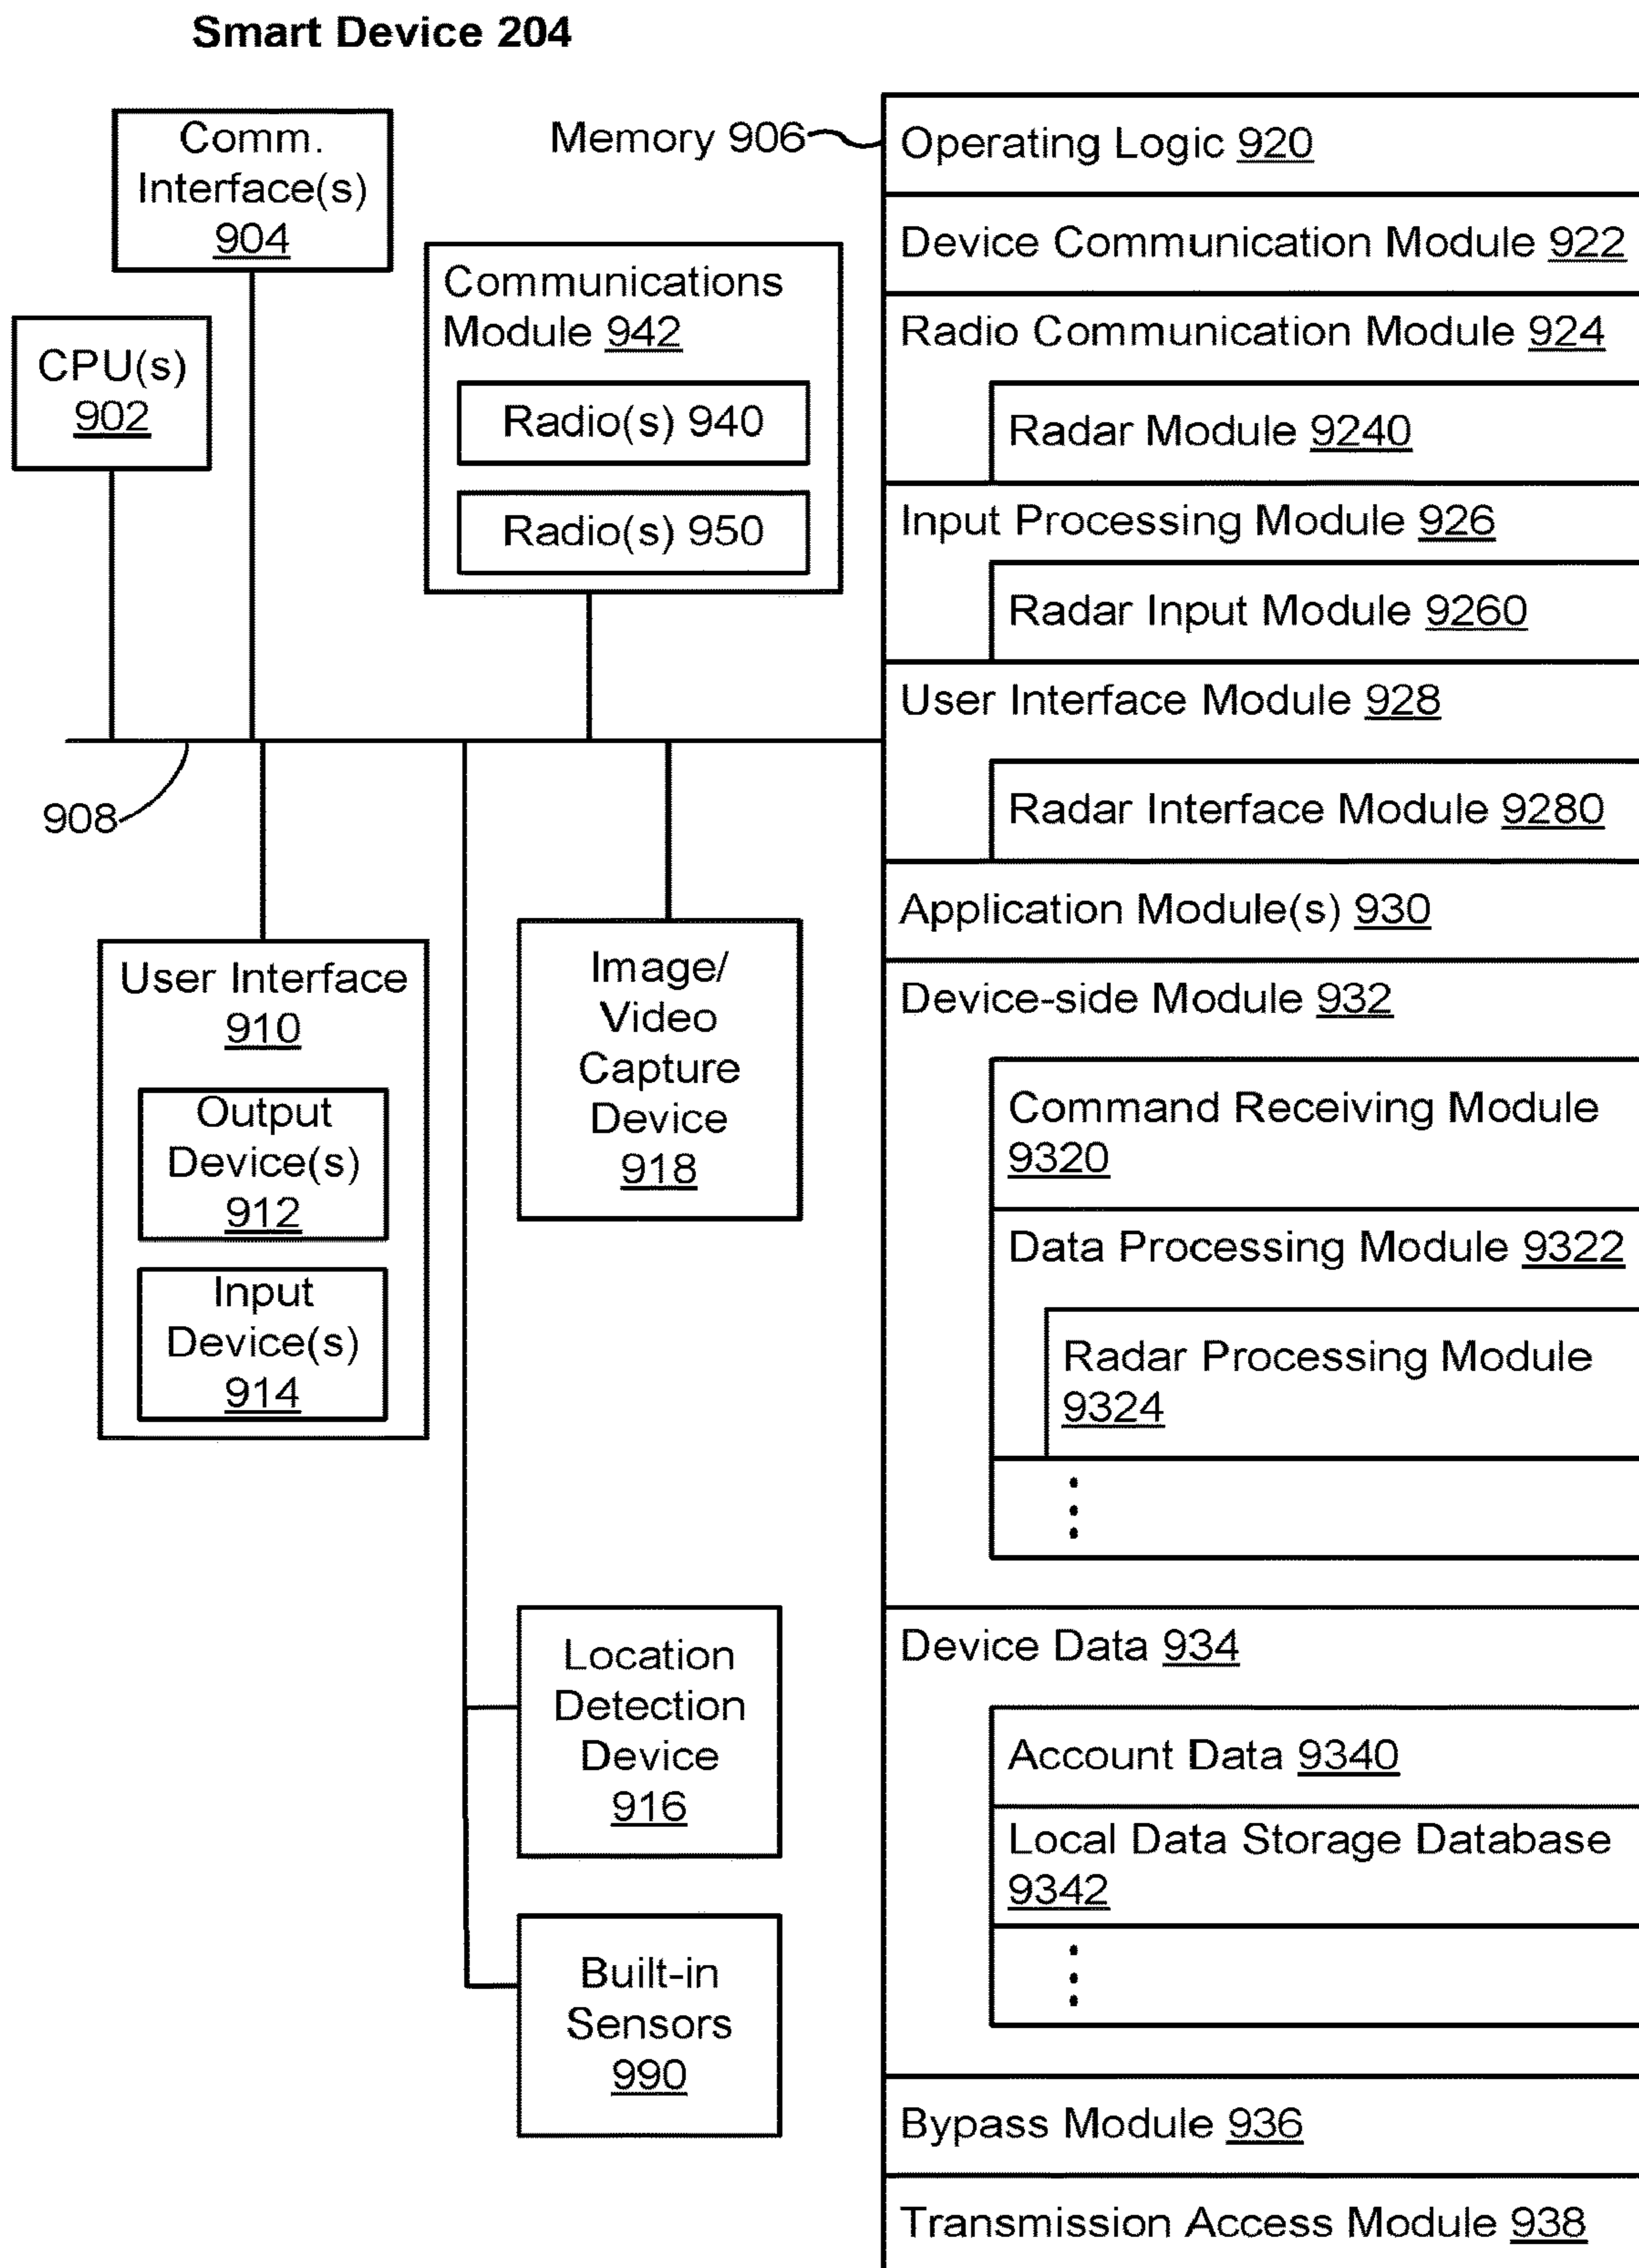 Smart Device 204
Comm.
Interface(s)
904
CPU(s)
902
Communications
Module 942
Radio(s) 940
Radio(s) 950
908
User Interface
910
Output
Device(s)
912
Input
Device(s)
914
Image/
Video
Capture
Device
918
Location
Detection
Device
916
Built-in
Sensors
990
Memory 906
Operating Logic 920
Device Communication Module 922
Radio Communication Module 924
Radar Module 9240
Input Processing Module 926
Radar Input Module 9260
User Interface Module 928
Radar Interface Module 9280
Application Module(s) 930
Device-side Module 932
Command Receiving Module
9320
Data Processing Module 9322
Radar Processing Module
9324
Device Data 934
Account Data 9340
Local Data Storage Database
9342
Bypass Module 936
Transmission Access Module 938